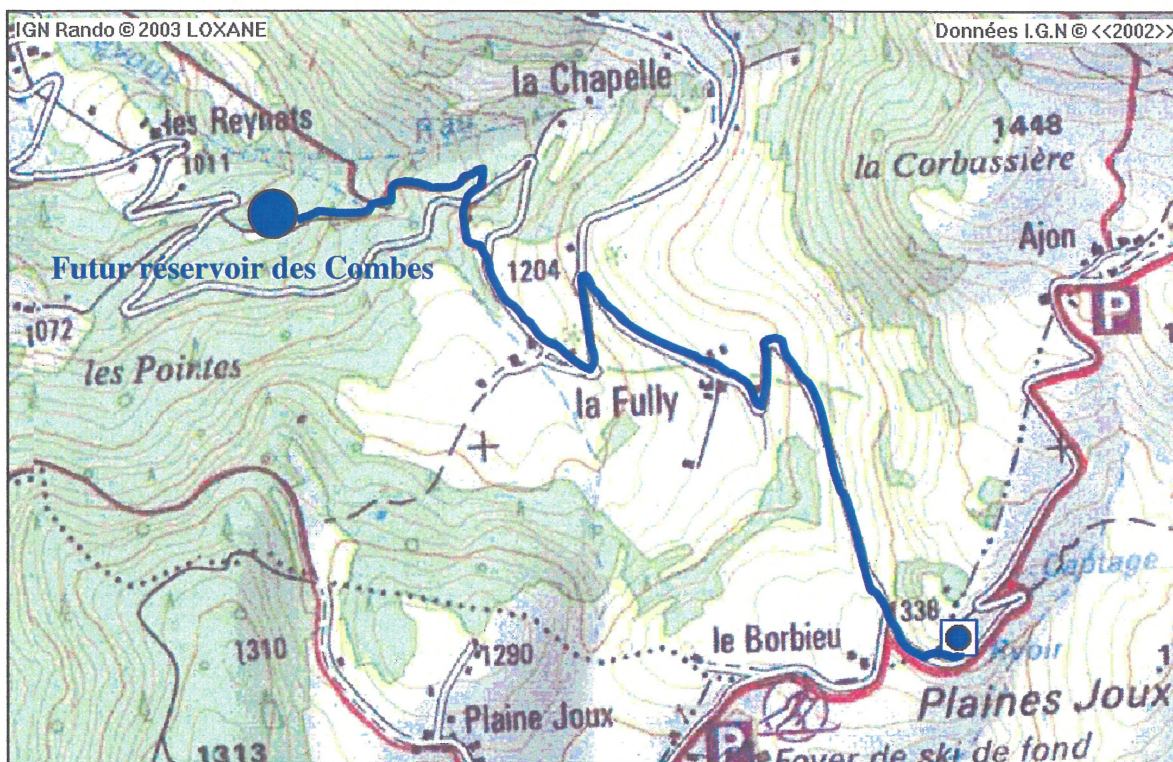 IGN Rando © 2003 LOXANE
Données I.G.N © <<2002>>
la Chapelle
les Reynats
1011
1448
la Corbassière
Ajon
P
Futur réservoir des Combes
1204
1072
les Pointes
la Fully
Captage
1338
le Borbieu
Rvoir
1310
1290
Plaines Joux
Plaine Joux
P
1313
Foyer de ski de fond